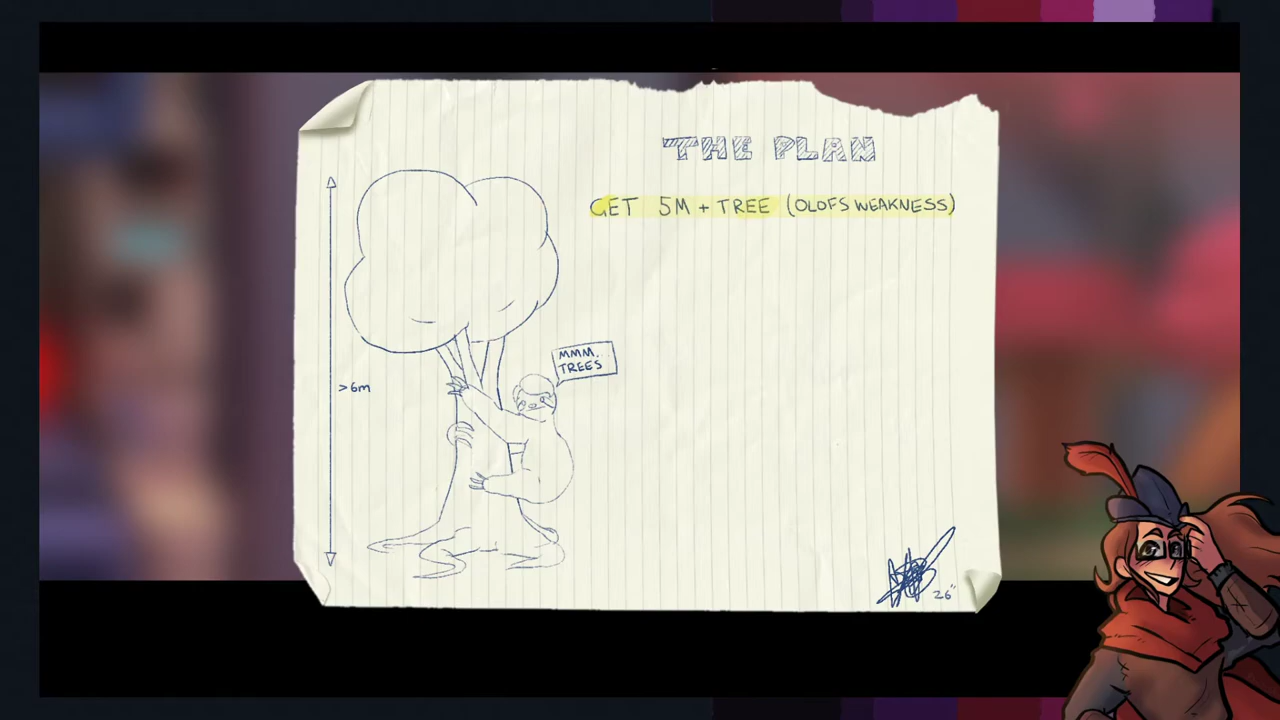 THE PLAN
GET 5M + TREE (OLOFS WEAKNESS)
MMM.
TREES
>6m
26"